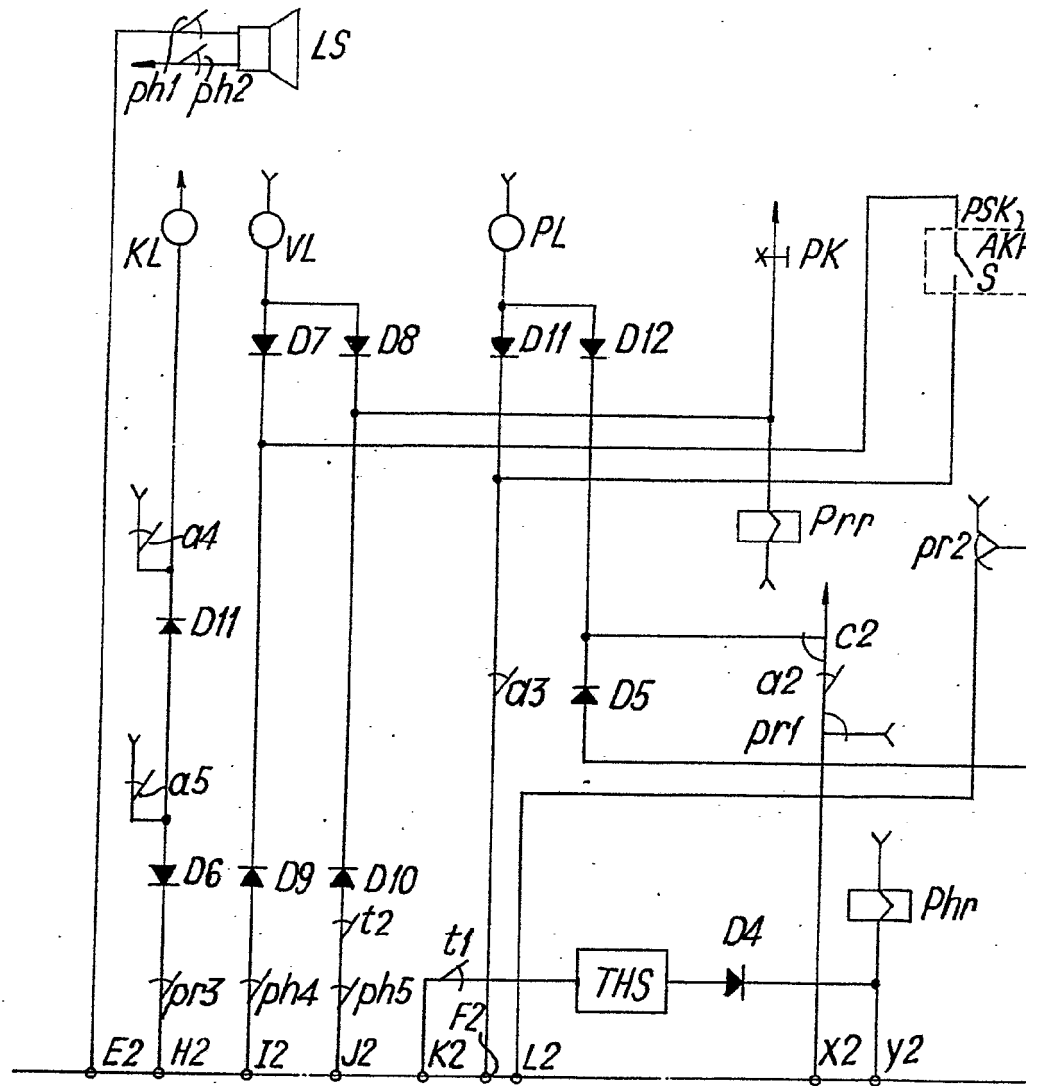 LS
ph1 ph2
KL VL PL PK PSK
AKH
S
D7 D8 D11 D12
a4 Prr pr2
D11 C2
a3 D5 a2
pr1
a5
D6 D9 D10 Phr
t2 t1 D4
pr3 ph4 ph5 THS
F2
E2 H2 I2 J2 K2 L2 X2 Y2